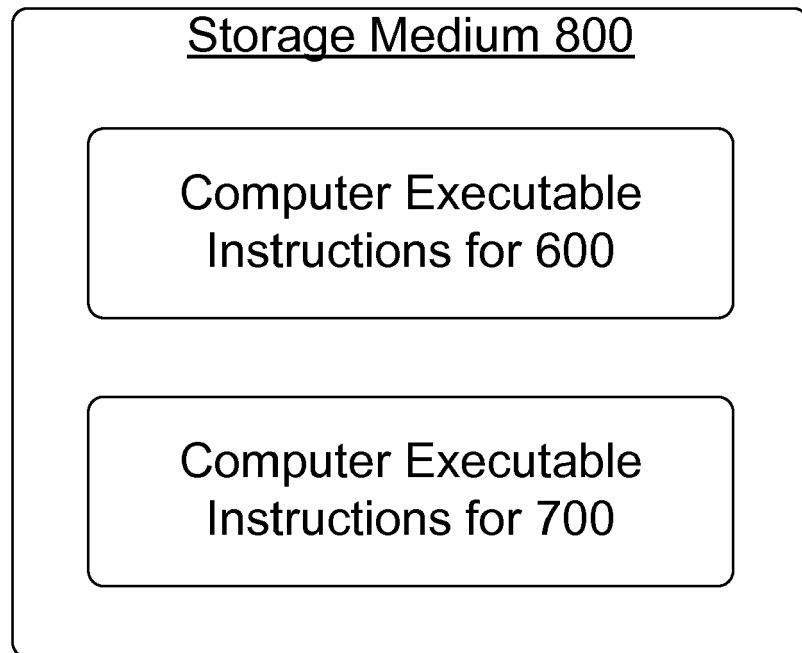 Storage Medium 800
Computer Executable
Instructions for 600
Computer Executable
Instructions for 700